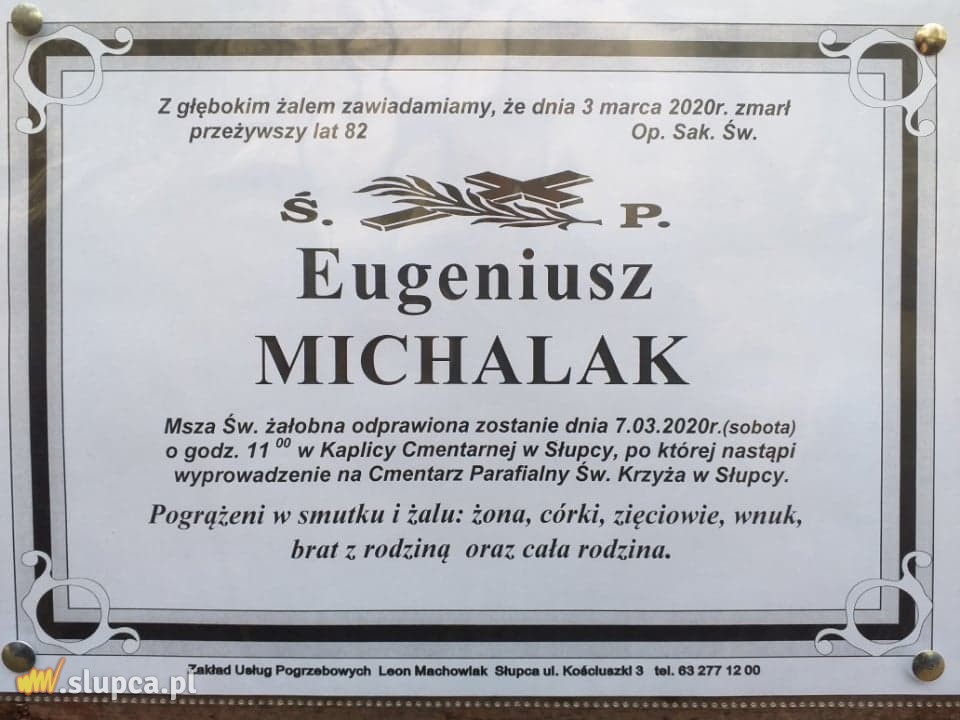 Z głębokim żalem zawiadamiamy, że dnia 3 marca 2020r. zmarł
przeżywszy lat 82 Op. Sak. Św.
Ś. P.
Eugeniusz
MICHALAK
Msza Św. żałobna odprawiona zostanie dnia 7.03.2020r.(sobota)
o godz. 11 00 w Kaplicy Cmentarnej w Słupcy, po której nastąpi
wyprowadzenie na Cmentarz Parafialny Św. Krzyża w Słupcy.
Pogrążeni w smutku i żalu: żona, córki, zięciowie, wnuk,
brat z rodziną oraz cała rodzina.
Zakład Usług Pogrzebowych Leon Machowiak Słupca ul. Kościuszki 3 tel. 63 277 12 00
www.slupca.pl